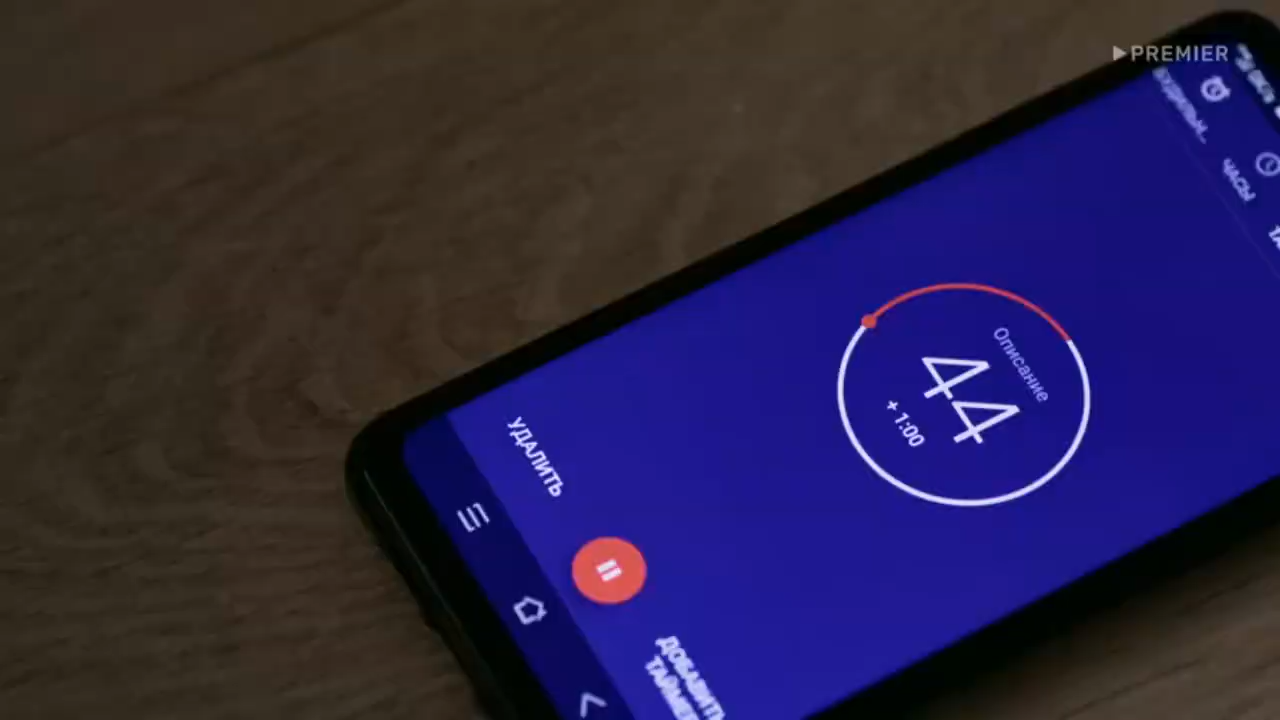 PREMIER
ЧАСЫ
Описание
44
+ 1:00
УДАЛИТЬ
ДОБАВИТЬ
ТАЙМЕР